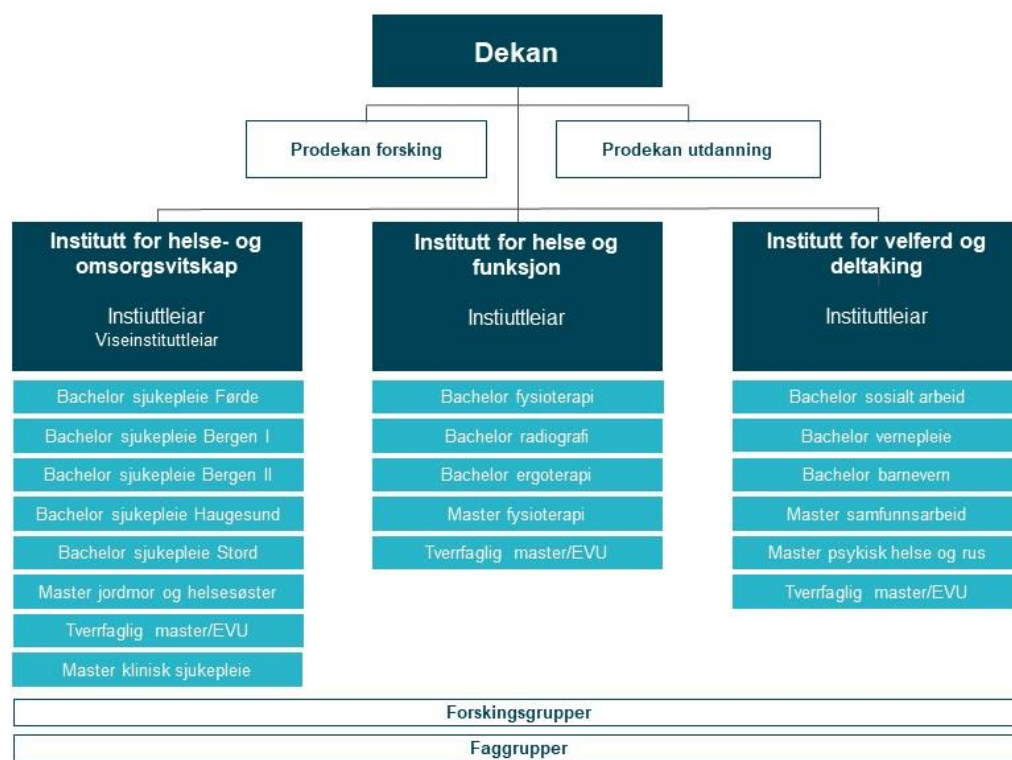 Dekan
Prodekan forsking
Prodekan utdanning
Institutt for helse- og
omsorgsvitskap
Instiuttleiar
Viseinstituttleiar
Bachelor sjukepleie Førde
Bachelor sjukepleie Bergen I
Bachelor sjukepleie Bergen II
Bachelor sjukepleie Haugesund
Bachelor sjukepleie Stord
Master jordmor og helsesøster
Tverrfaglig master/EVU
Master klinisk sjukepleie
Institutt for helse og
funksjon
Instiuttleiar
Bachelor fysioterapi
Bachelor radiografi
Bachelor ergoterapi
Master fysioterapi
Tverrfaglig master/EVU
Institutt for velferd og
deltaking
Instituttleiar
Bachelor sosialt arbeid
Bachelor vernepleie
Bachelor barnevern
Master samfunnsarbeid
Master psykisk helse og rus
Tverrfaglig master/EVU
Forskingsgrupper
Faggrupper